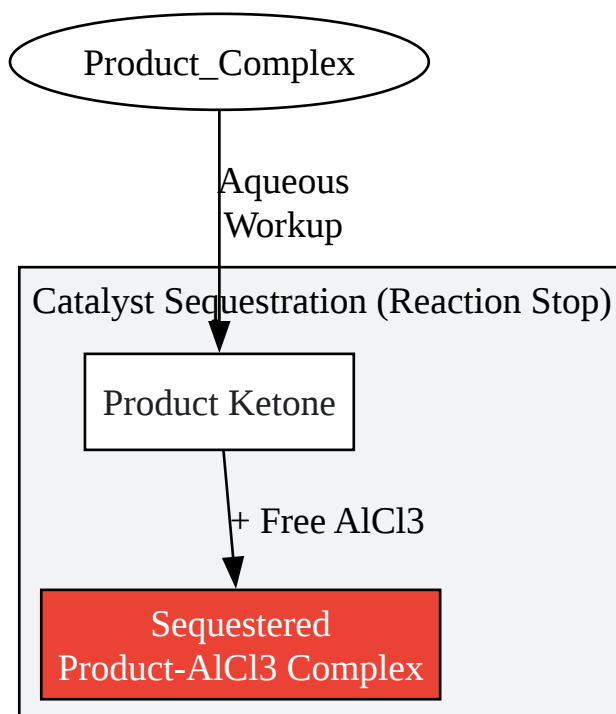 Product_Complex
Aqueous
Workup
Catalyst Sequestration (Reaction Stop)
Product Ketone
+ Free AlCl3
Sequestered
Product-AlCl3 Complex